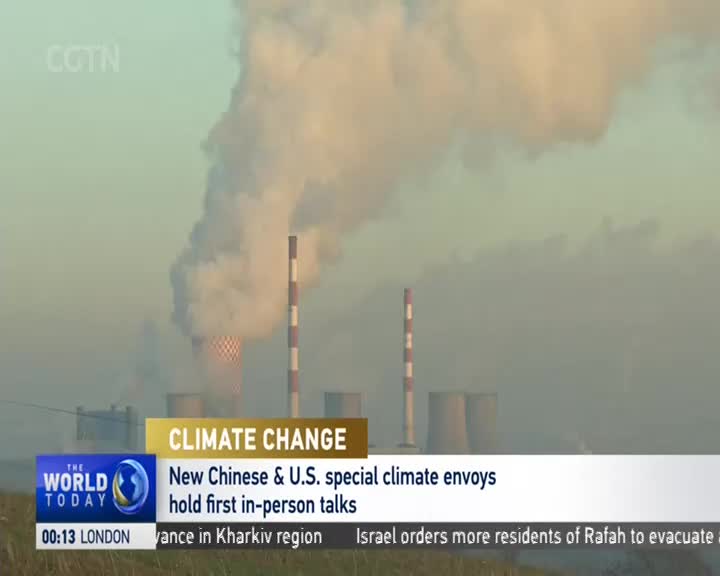 CGTN
CLIMATE CHANGE
THE
WORLD
TODAY
New Chinese & U.S. special climate envoys
hold first in-person talks
00:13 LONDON
in Kharkiv region Israel orders more residents of Rafah to evacuate